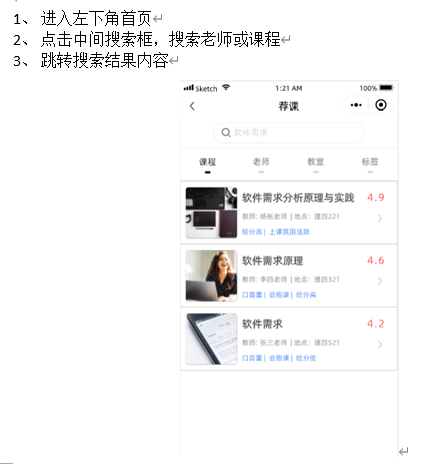 1、 进入左下角首页
2、 点击中间搜索框，搜索老师或课程
3、 跳转搜索结果内容
Sketch 1:21 AM 100%
荐课
软件需求
课程 老师 教室 标签
软件需求分析原理与实践 4.9
教师: 杨枨老师 | 地点: 理四221
给分高 | 上课氛围活跃
软件需求原理 4.6
教师: 李四老师 | 地点: 理四321
口音重 | 会拖课 | 给分高
软件需求 4.2
教师: 张三老师 | 地点: 理四521
口音重 | 会拖课 | 给分低